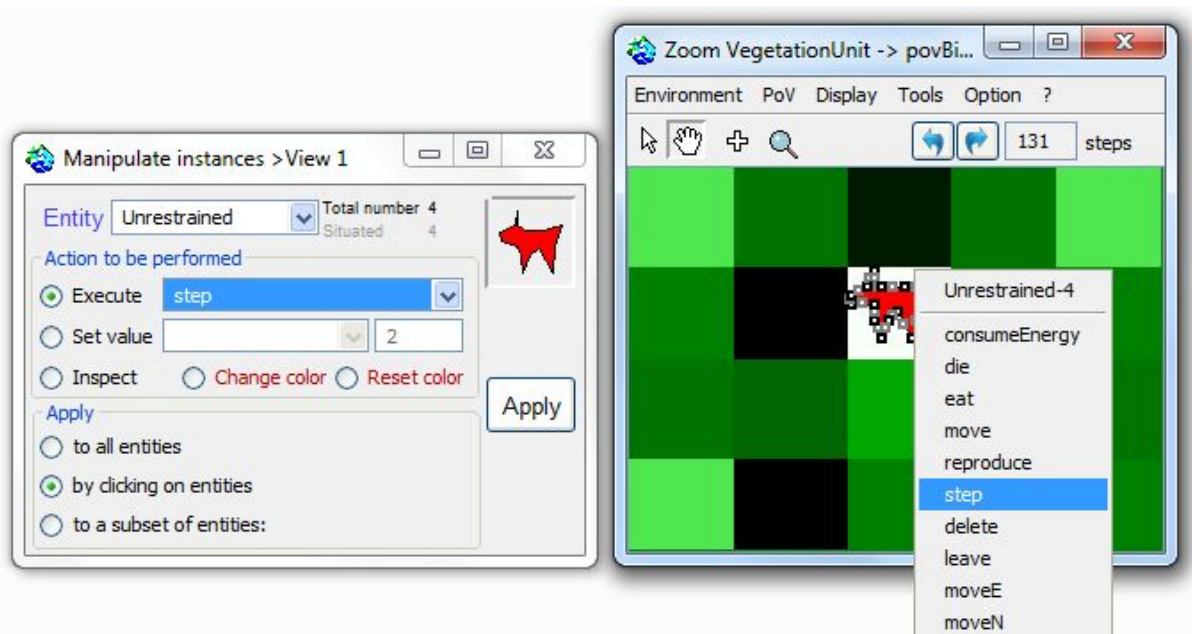 Manipulate instances >View 1
Entity Unrestrained Total number 4
Situated 4
Action to be performed
Execute step
Set value 2
Inspect Change color Reset color
Apply
Apply
to all entities
by clicking on entities
to a subset of entities:
Zoom VegetationUnit -> povBi...
Environment PoV Display Tools Option ?
131 steps
Unrestrained-4
consumeEnergy
die
eat
move
reproduce
step
delete
leave
moveE
moveN